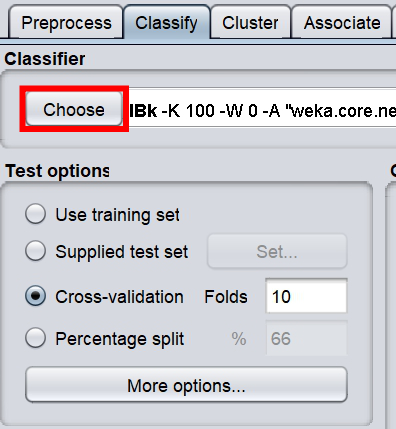 Preprocess Classify Cluster Associate
Classifier
Choose IBk -K 100 -W 0 -A "weka.core.ne
Test options
Use training set
Supplied test set Set...
Cross-validation Folds 10
Percentage split % 66
More options...